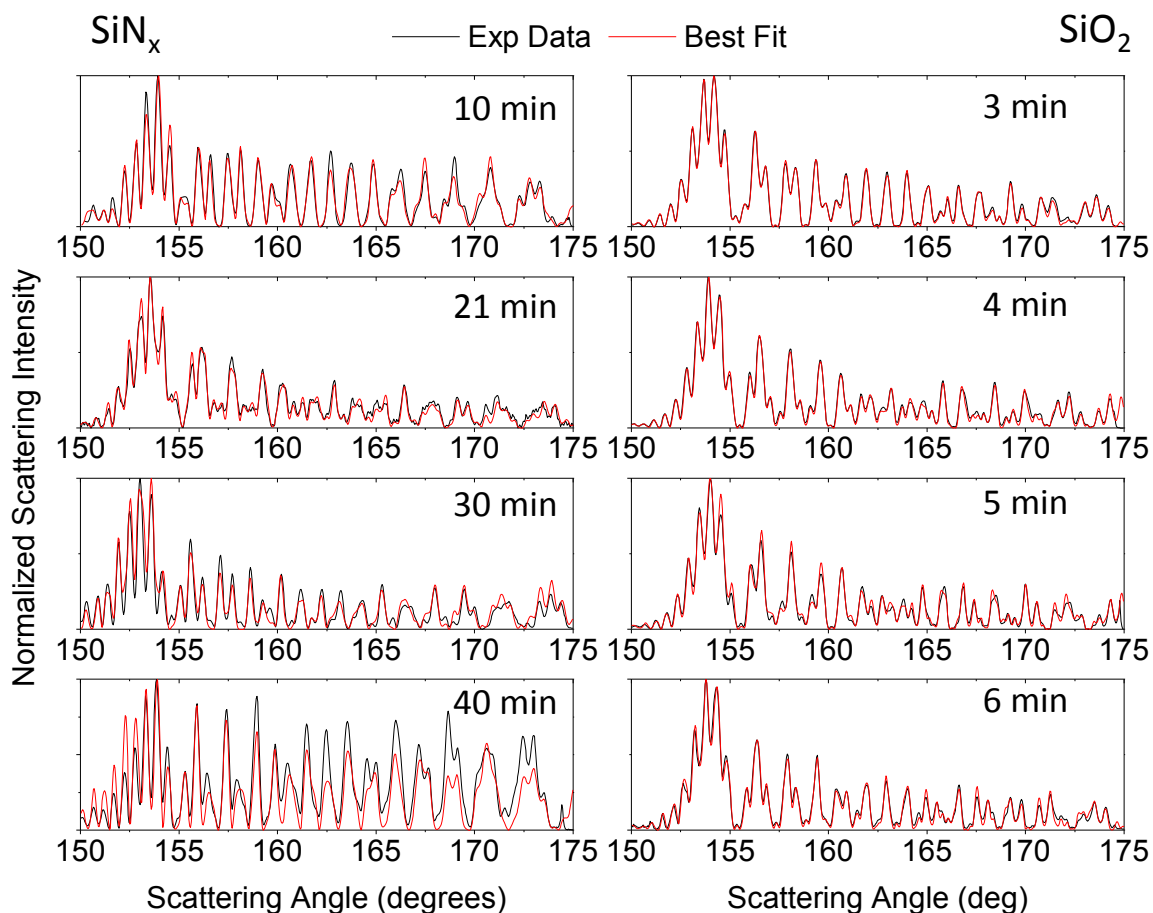 SiNx
Exp Data
Best Fit
SiO2
Normalized Scattering Intensity
10 min
150 155 160 165 170 175
3 min
150 155 160 165 170 175
21 min
150 155 160 165 170 175
4 min
150 155 160 165 170 175
30 min
150 155 160 165 170 175
5 min
150 155 160 165 170 175
40 min
150 155 160 165 170 175
6 min
150 155 160 165 170 175
Scattering Angle (degrees)
Scattering Angle (deg)